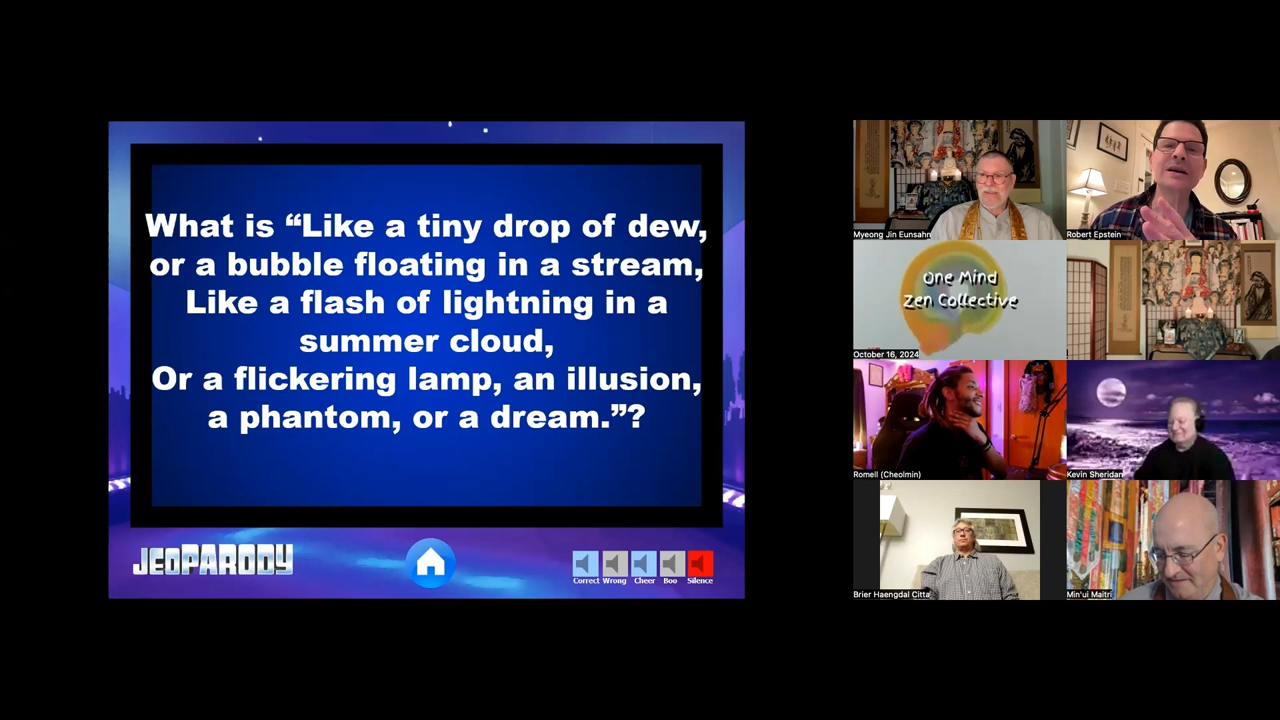 What is “Like a tiny drop of dew,
or a bubble floating in a stream,
Like a flash of lightning in a
summer cloud,
Or a flickering lamp, an illusion,
a phantom, or a dream.”?
JEOPARODY
Correct Wrong Cheer Boo Silence
Myeong Jin Eunsahn
Robert Epstein
One Mind
Zen Collective
October 16, 2024
Romell (Cheolmin)
Kevin Sheridan
Brier Haengdal Citta
Min'ui Maitri